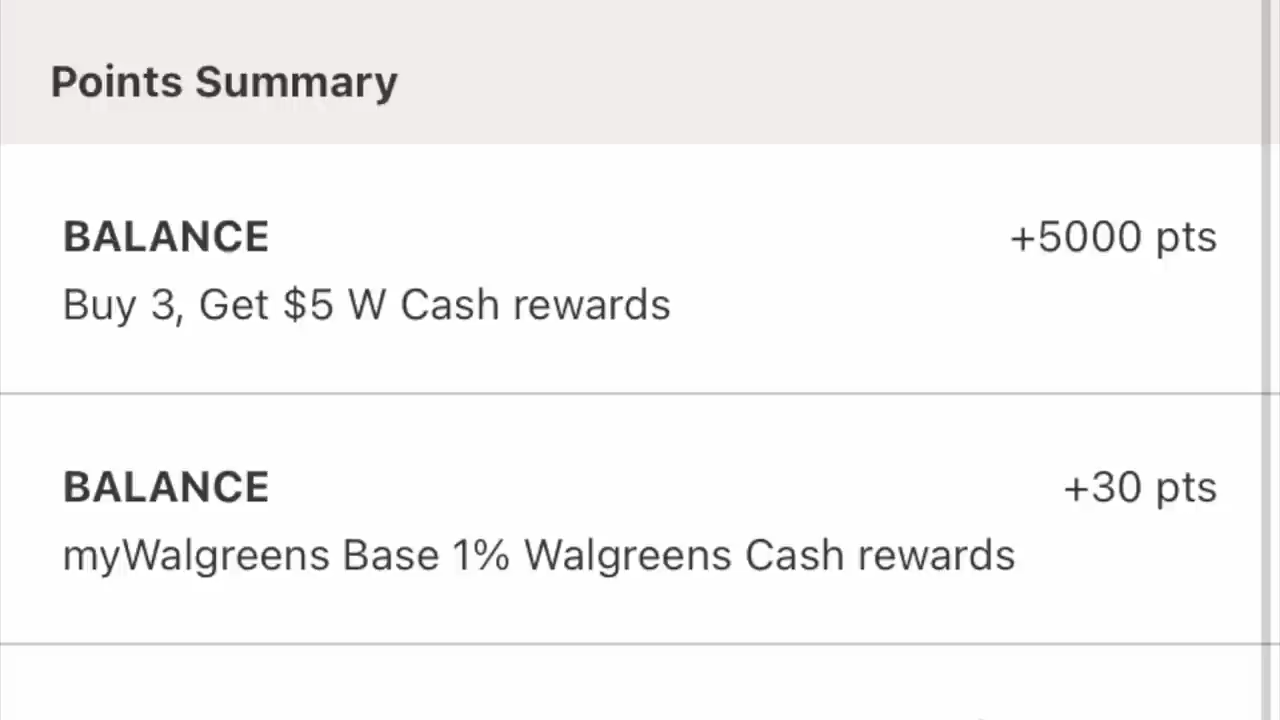 Points Summary
BALANCE +5000 pts
Buy 3, Get $5 W Cash rewards
BALANCE +30 pts
myWalgreens Base 1% Walgreens Cash rewards